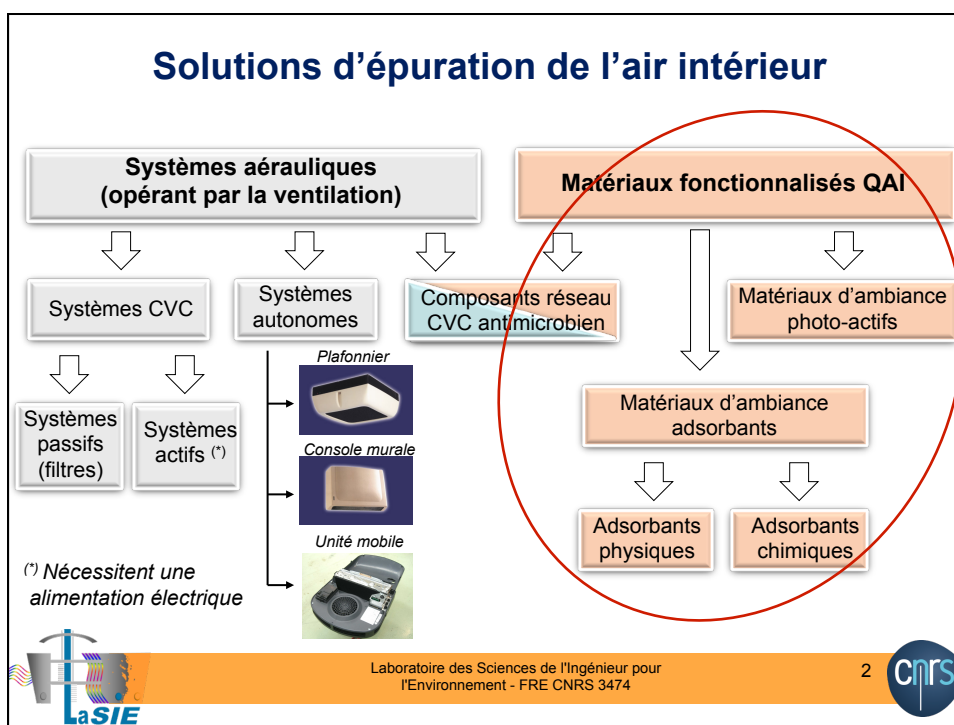 Solutions d'épuration de l'air intérieur
Systèmes aérauliques
(opérant par la ventilation)
Matériaux fonctionnalisés QAI
Systèmes CVC
Systèmes
autonomes
Composants réseau
CVC antimicrobien
Matériaux d'ambiance
photo-actifs
Plafonnier
Systèmes
passifs
(filtres)
Systèmes
actifs (*)
Matériaux d'ambiance
adsorbants
Console murale
Adsorbants
physiques
Adsorbants
chimiques
Unité mobile
(*) Nécessitent une
alimentation électrique
Laboratoire des Sciences de l'Ingénieur pour
l'Environnement - FRE CNRS 3474
2
LaSIE
cnrs